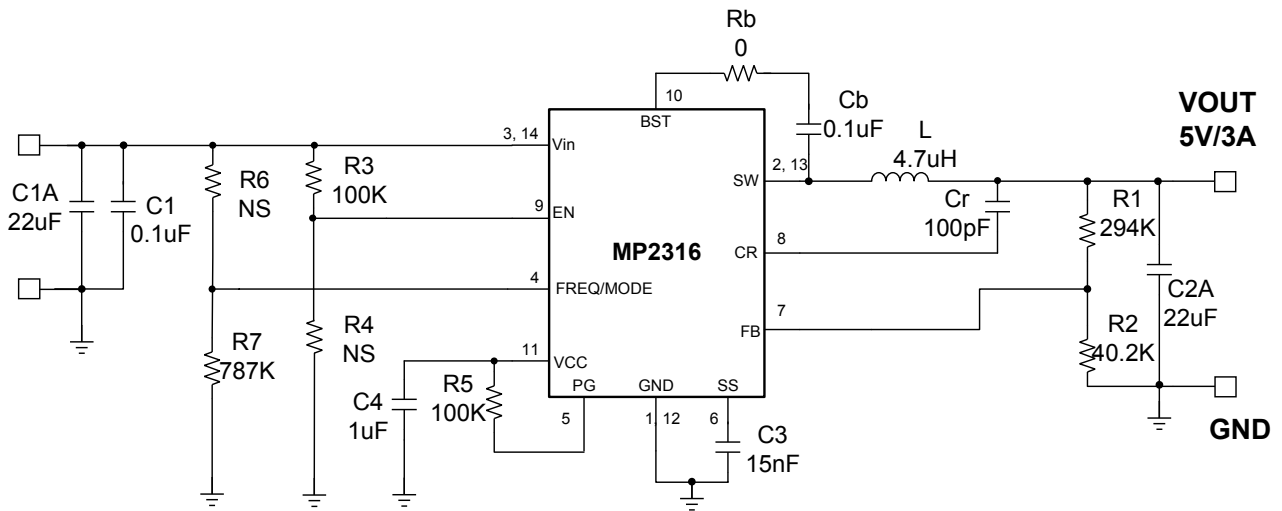 Rb
0
10
BST
Cb
0.1uF
VOUT
5V/3A
3, 14
Vin
L
4.7uH
2, 13
SW
R6
NS
R3
100K
C1A
22uF
C1
0.1uF
Cr
100pF
R1
294K
9
EN
8
CR
MP2316
4
FREQ/MODE
C2A
22uF
7
FB
R7
787K
R4
NS
R2
40.2K
11
VCC
R5
100K
PG
GND
SS
C4
1uF
5
1, 12
6
C3
15nF
GND